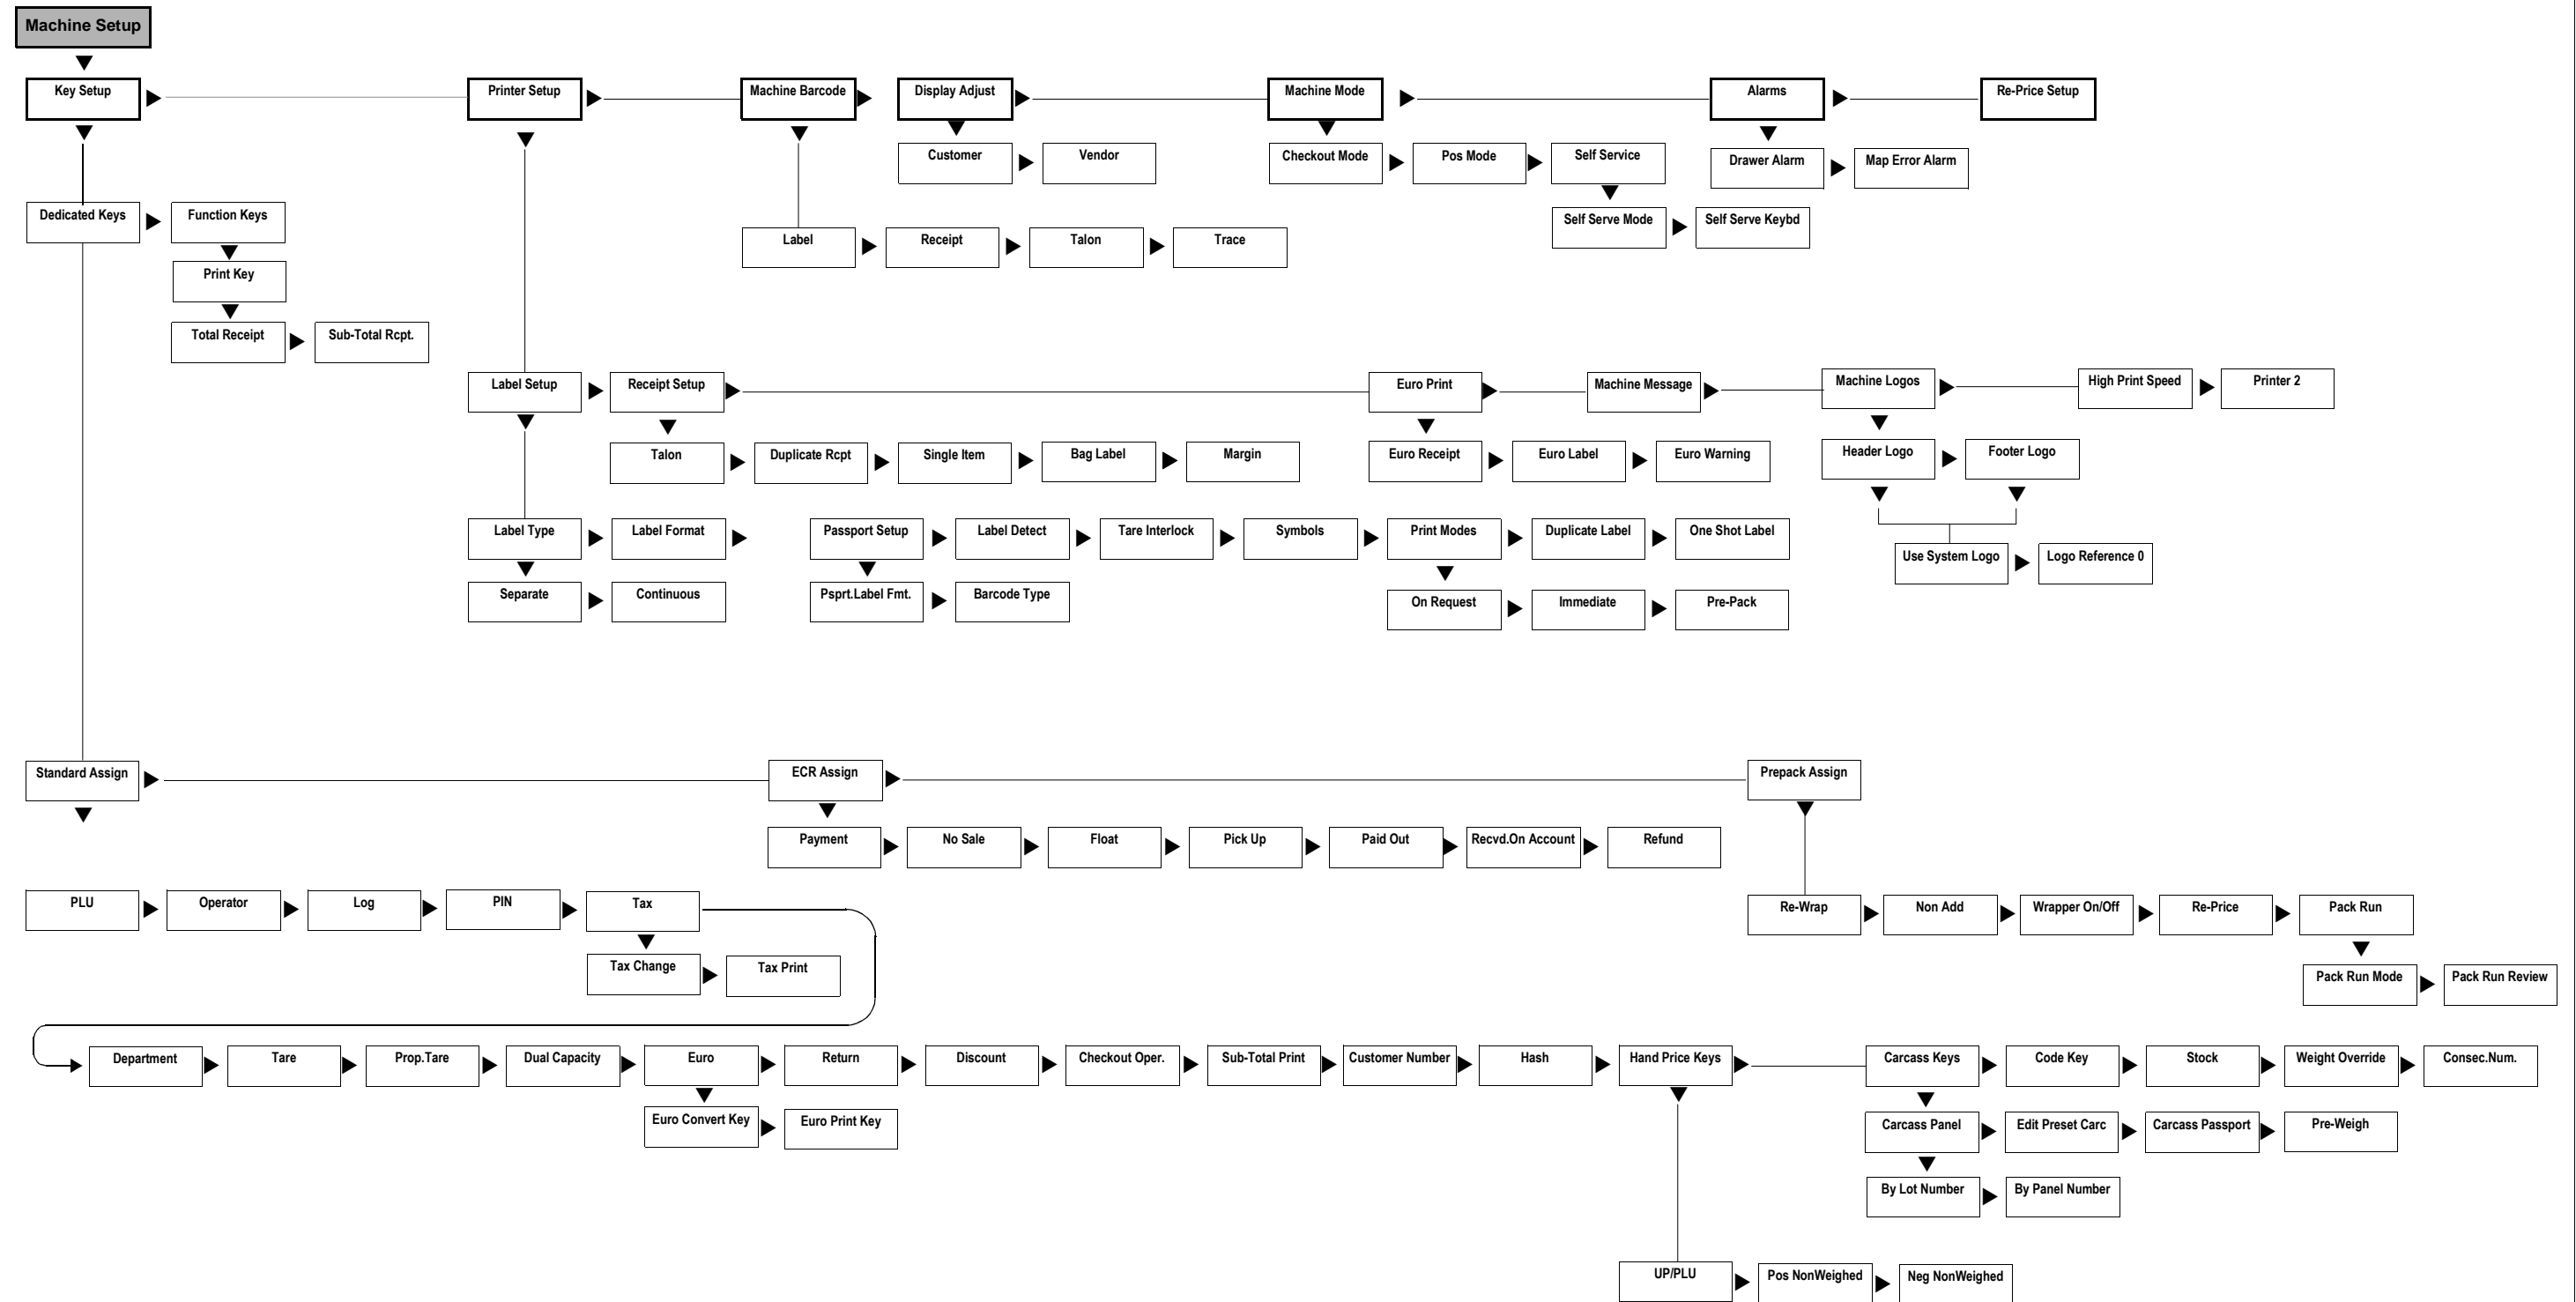 Machine Setup
Key Setup
Printer Setup
Machine Barcode
Display Adjust
Machine Mode
Alarms
Re-Price Setup
Customer
Vendor
Checkout Mode
Pos Mode
Self Service
Drawer Alarm
Map Error Alarm
Dedicated Keys
Function Keys
Self Serve Mode
Self Serve Keybd
Label
Receipt
Talon
Trace
Print Key
Total Receipt
Sub-Total Rcpt.
Label Setup
Receipt Setup
Euro Print
Machine Message
Machine Logos
High Print Speed
Printer 2
Talon
Duplicate Rcpt
Single Item
Bag Label
Margin
Euro Receipt
Euro Label
Euro Warning
Header Logo
Footer Logo
Label Type
Label Format
Passport Setup
Label Detect
Tare Interlock
Symbols
Print Modes
Duplicate Label
One Shot Label
Use System Logo
Logo Reference 0
Separate
Continuous
Psprt.Label Fmt.
Barcode Type
On Request
Immediate
Pre-Pack
Standard Assign
ECR Assign
Prepack Assign
Payment
No Sale
Float
Pick Up
Paid Out
Recvd.On Account
Refund
PLU
Operator
Log
PIN
Tax
Re-Wrap
Non Add
Wrapper On/Off
Re-Price
Pack Run
Tax Change
Tax Print
Pack Run Mode
Pack Run Review
Department
Tare
Prop.Tare
Dual Capacity
Euro
Return
Discount
Checkout Oper.
Sub-Total Print
Customer Number
Hash
Hand Price Keys
Carcass Keys
Code Key
Stock
Weight Override
Consec.Num.
Euro Convert Key
Euro Print Key
Carcass Panel
Edit Preset Carc
Carcass Passport
Pre-Weigh
By Lot Number
By Panel Number
UP/PLU
Pos NonWeighed
Neg NonWeighed